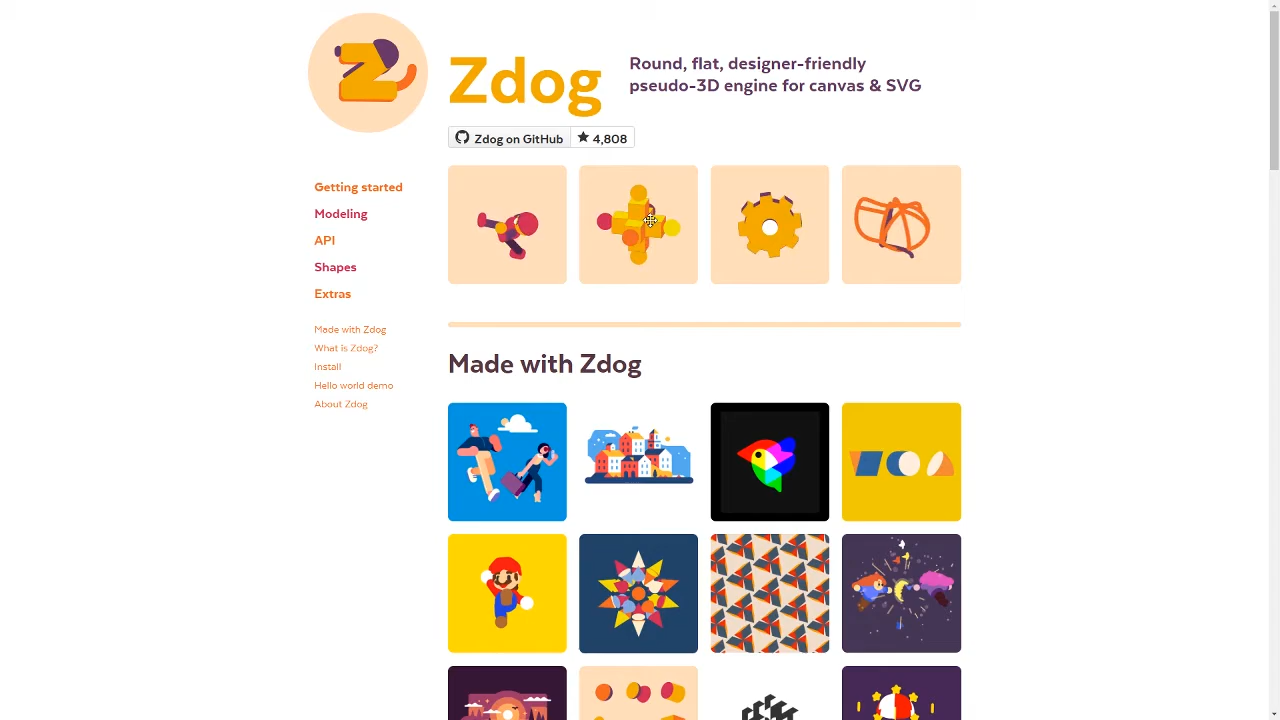 Zdog
Round, flat, designer-friendly
pseudo-3D engine for canvas & SVG
Zdog on GitHub
4,808
Getting started
Modeling
API
Shapes
Extras
Made with Zdog
What is Zdog?
Install
Hello world demo
About Zdog
Made with Zdog